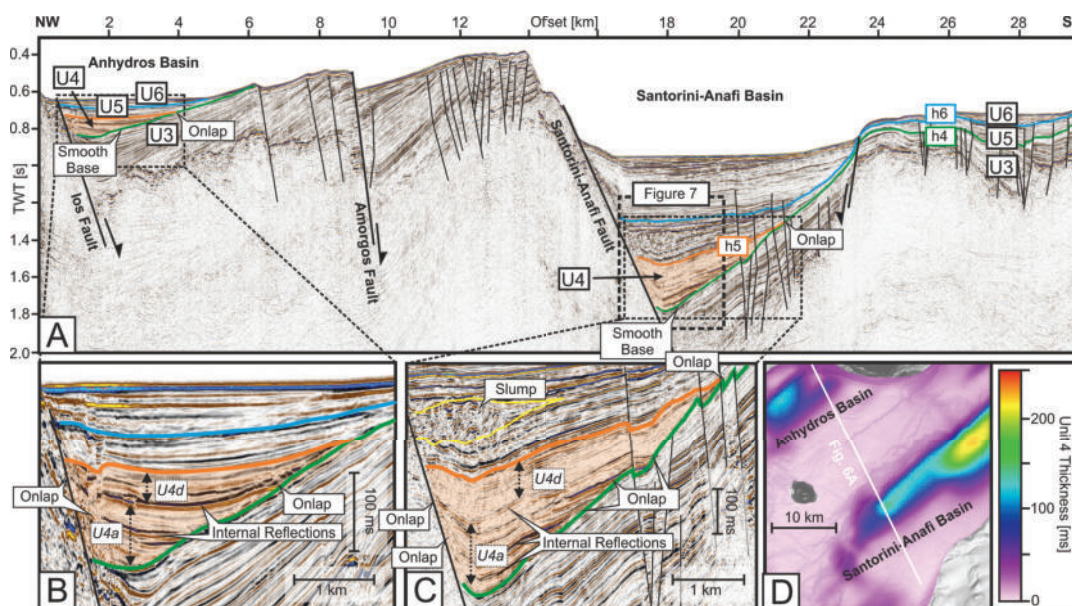 NW 0 2 4 6 8 10 12 Ofset [km] 16 18 20 22 24 26 28 S
0.4
0.6
0.8
1.0
TWT [s]
1.4
1.6
1.8
2.0
Anhydros Basin
U4
U6
U5
U3
Onlap
Smooth
Base
Ios Fault
Amorgos Fault
Santorini-Anafi Basin
Santorini-Anafi Fault
Figure 7
h5
U4
Onlap
Smooth
Base
h6
h4
U6
U5
U3
A
Onlap
U4d
Onlap
U4a
Internal Reflections
100 ms
1 km
B
Slump
Onlap
U4d
Onlap
Onlap
Onlap
U4a
Internal Reflections
100 ms
1 km
C
Anhydros Basin
Fig. 6A
10 km
Santorini-Anafi Basin
D
200
100
0
Unit 4 Thickness [ms]